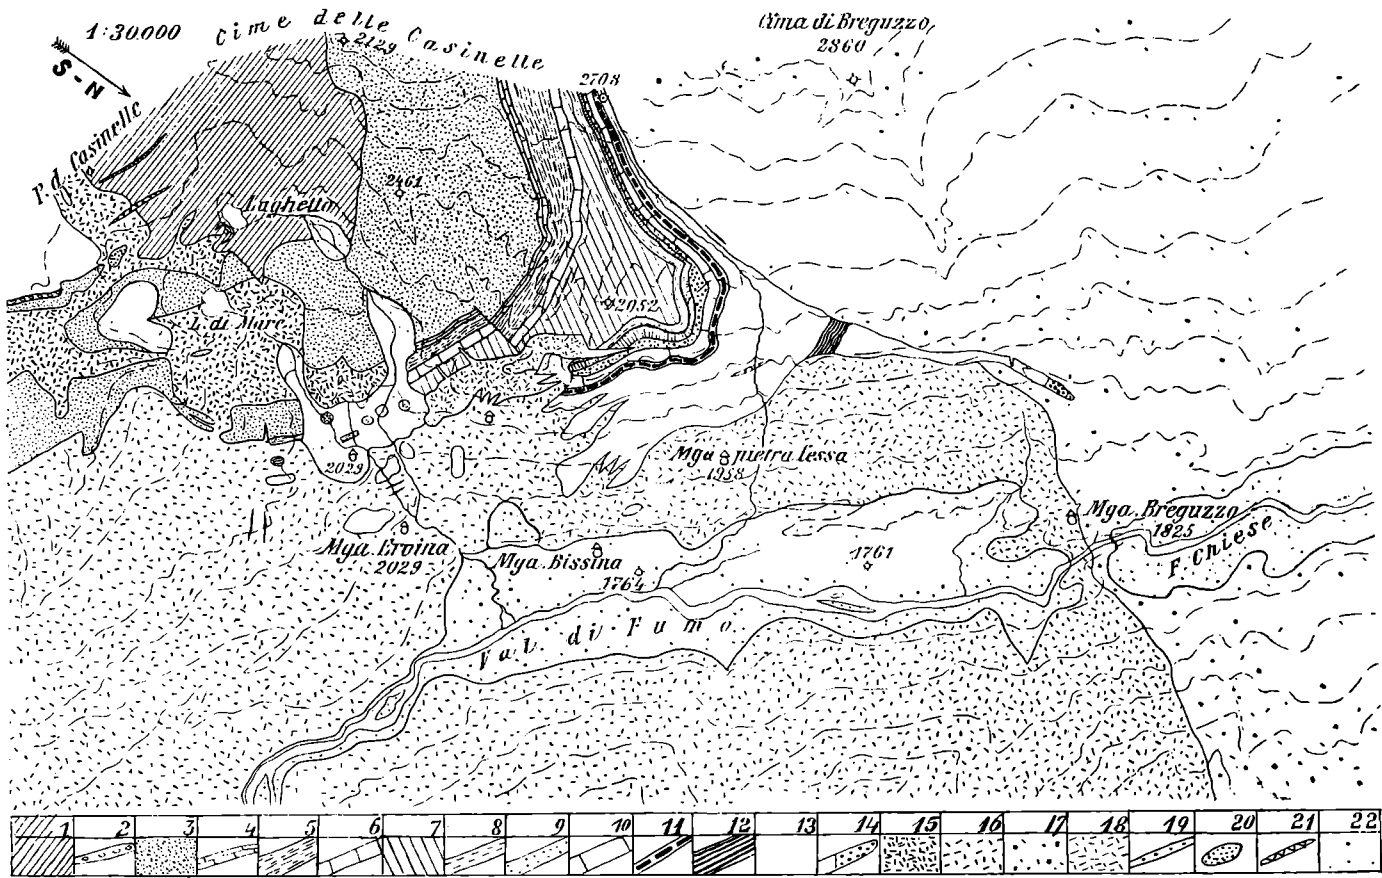 1:30.000
Cime delle Casinelle
2129
Cima di Breguzzo
2860
S-N
2708
P. d. Casinelle
2461
Laghello
2052
L. di Mare
Mga pietra lessa
1958
2029
Mga Breguzzo
1825
F. Chiese
Mga Ervina
2029
Mga Bissina
1764
1761
Val di Fumo
1 2 3 4 5 6 7 8 9 10 11 12 13 14 15 16 17 18 19 20 21 22